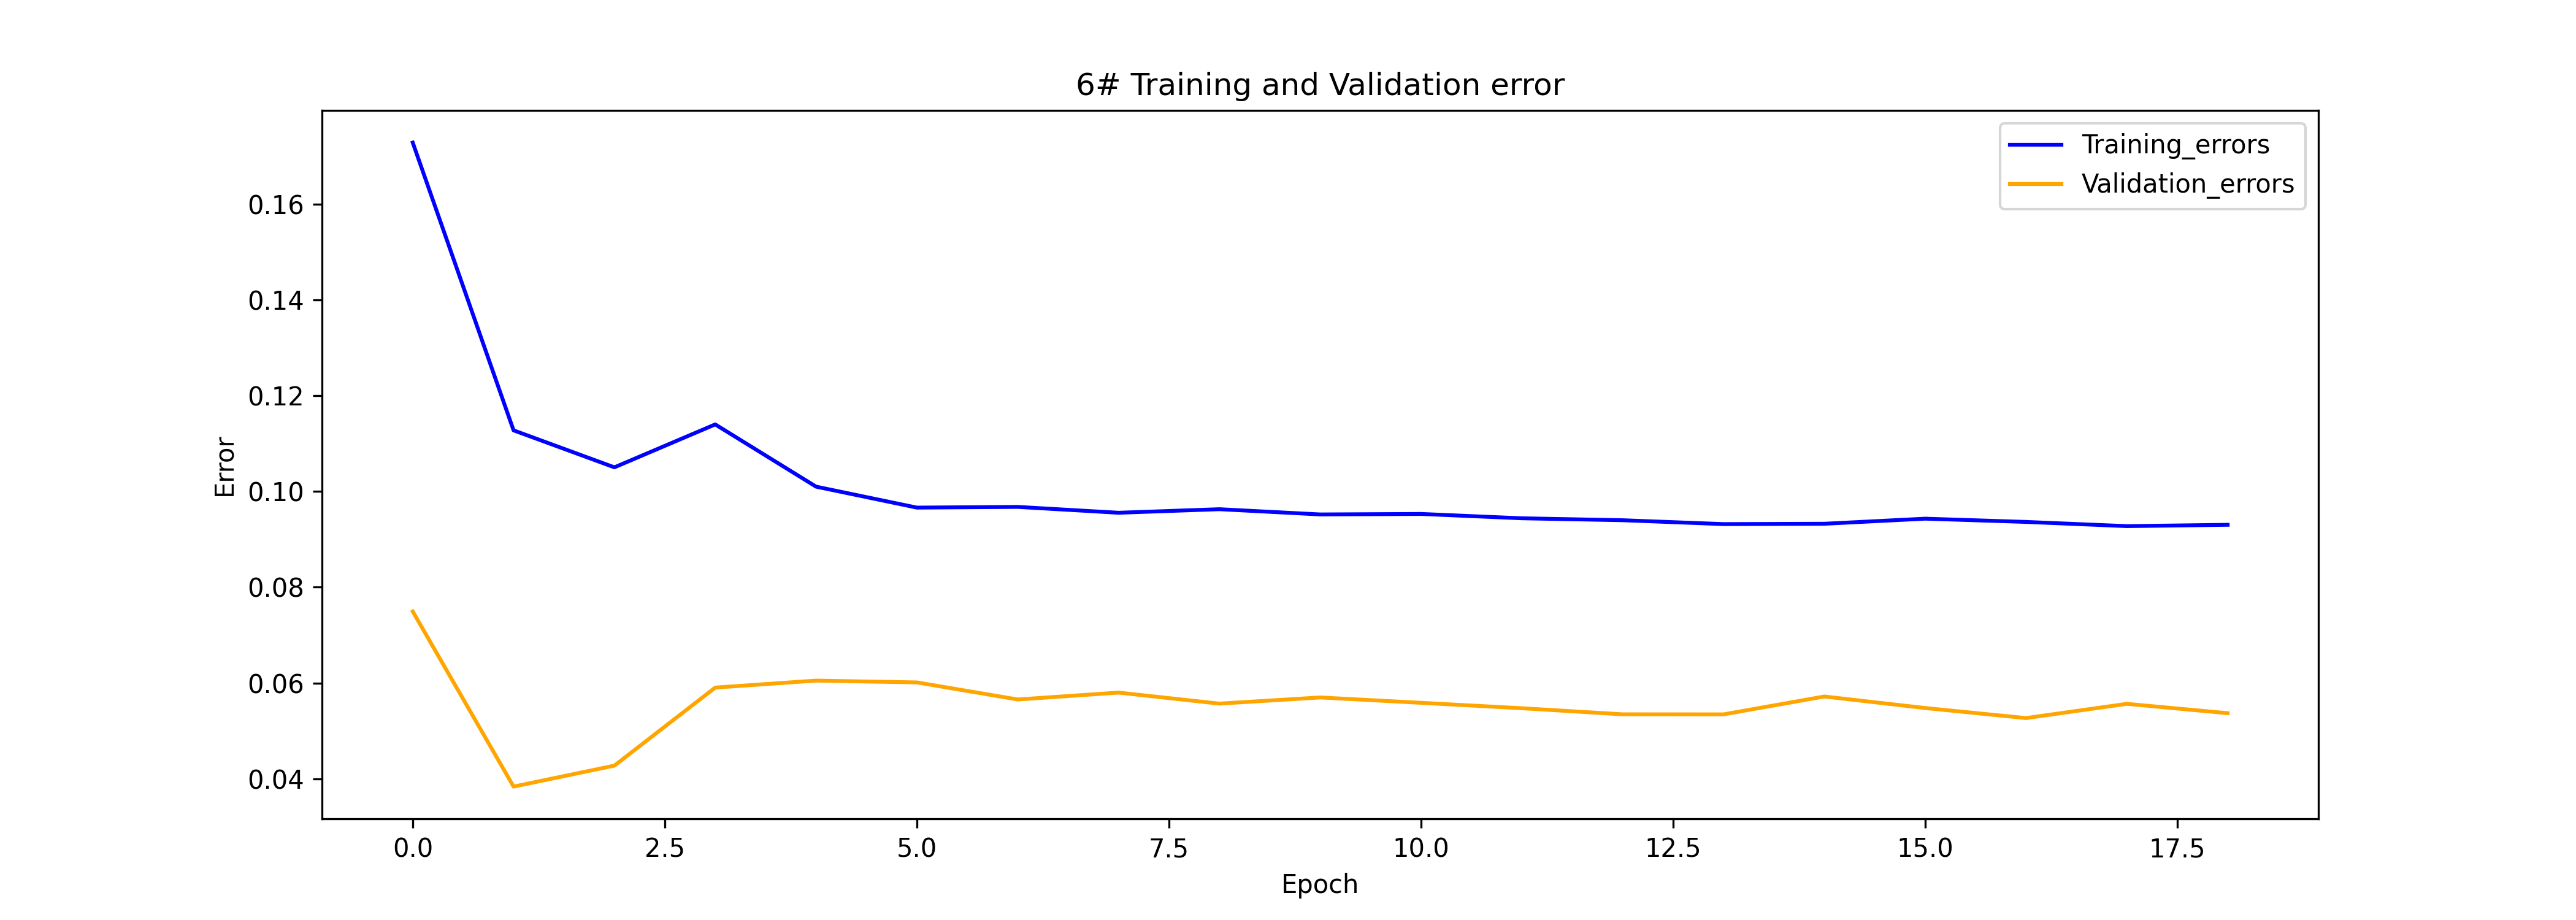 6# Training and Validation error
Training_errors
Validation_errors
0.16
0.14
0.12
0.10
0.08
0.06
0.04
Error
0.0 2.5 5.0 7.5 10.0 12.5 15.0 17.5
Epoch